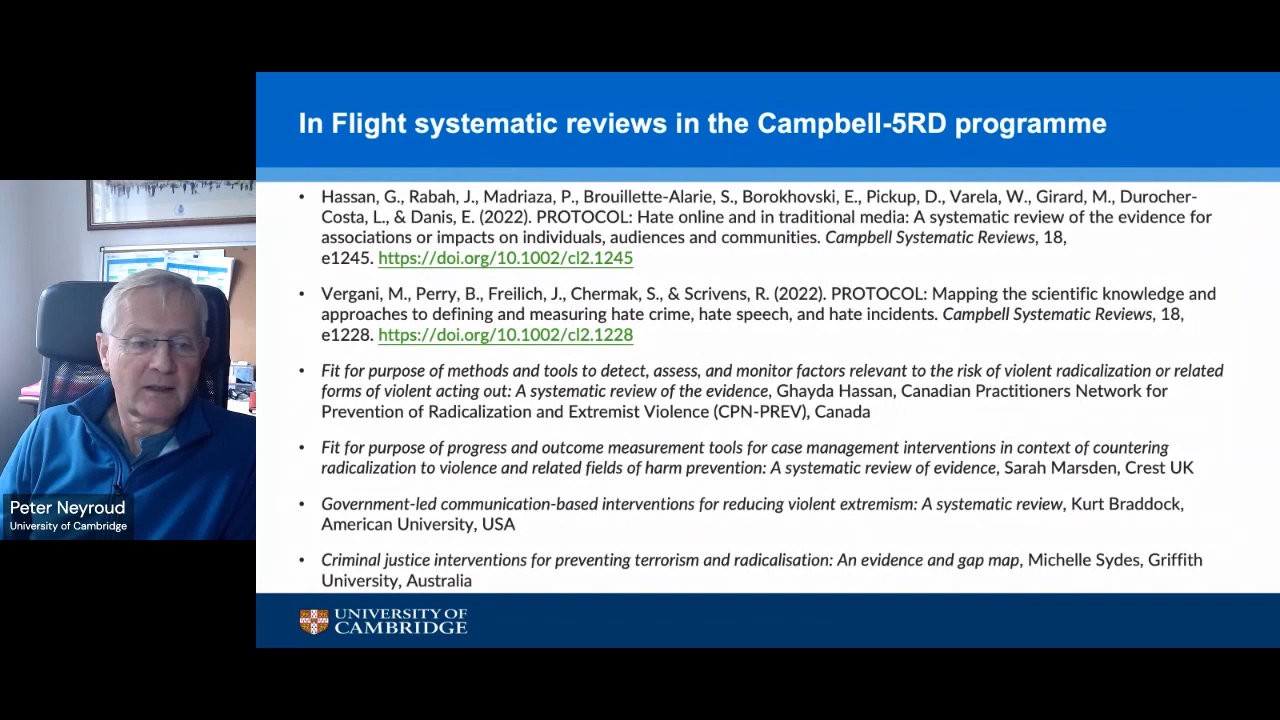 In Flight systematic reviews in the Campbell-5RD programme
• Hassan, G., Rabah, J., Madriaza, P., Brouillette-Alarie, S., Borokhovski, E., Pickup, D., Varela, W., Girard, M., Durocher-
Costa, L., & Danis, E. (2022). PROTOCOL: Hate online and in traditional media: A systematic review of the evidence for
associations or impacts on individuals, audiences and communities. Campbell Systematic Reviews, 18,
e1245. https://doi.org/10.1002/cl2.1245
• Vergani, M., Perry, B., Freilich, J., Chermak, S., & Scrivens, R. (2022). PROTOCOL: Mapping the scientific knowledge and
approaches to defining and measuring hate crime, hate speech, and hate incidents. Campbell Systematic Reviews, 18,
e1228. https://doi.org/10.1002/cl2.1228
• Fit for purpose of methods and tools to detect, assess, and monitor factors relevant to the risk of violent radicalization or related
forms of violent acting out: A systematic review of the evidence, Ghayda Hassan, Canadian Practitioners Network for
Prevention of Radicalization and Extremist Violence (CPN-PREV), Canada
• Fit for purpose of progress and outcome measurement tools for case management interventions in context of countering
radicalization to violence and related fields of harm prevention: A systematic review of evidence, Sarah Marsden, Crest UK
• Government-led communication-based interventions for reducing violent extremism: A systematic review, Kurt Braddock,
American University, USA
• Criminal justice interventions for preventing terrorism and radicalisation: An evidence and gap map, Michelle Sydes, Griffith
University, Australia
Peter Neyroud
University of Cambridge
UNIVERSITY OF
CAMBRIDGE